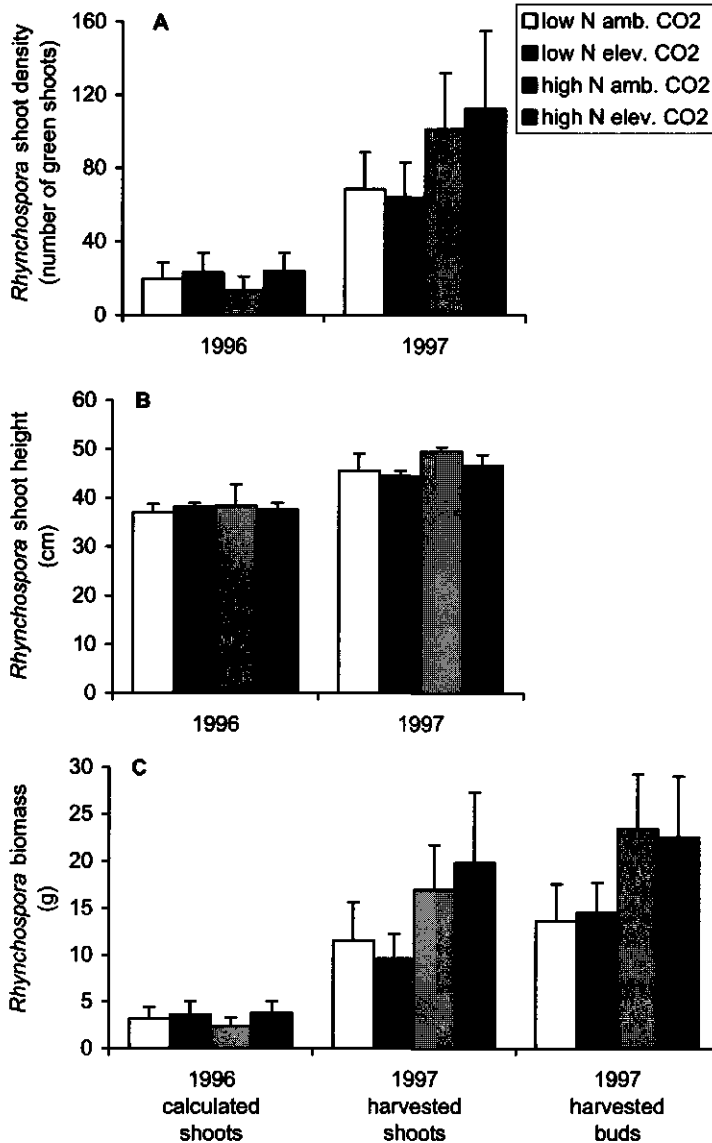 A
low N amb. CO2
low N elev. CO2
high N amb. CO2
high N elev. CO2
Rhynchospora shoot density
(number of green shoots)
160
120
80
40
0
1996
1997
B
Rhynchospora shoot height
(cm)
60
50
40
30
20
10
0
1996
1997
C
Rhynchospora biomass
(g)
30
25
20
15
10
5
0
1996
calculated
shoots
1997
harvested
shoots
1997
harvested
buds